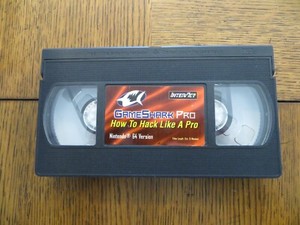 InterAct
GameShark Pro
How To Hack Like A Pro
Nintendo® 64 Version